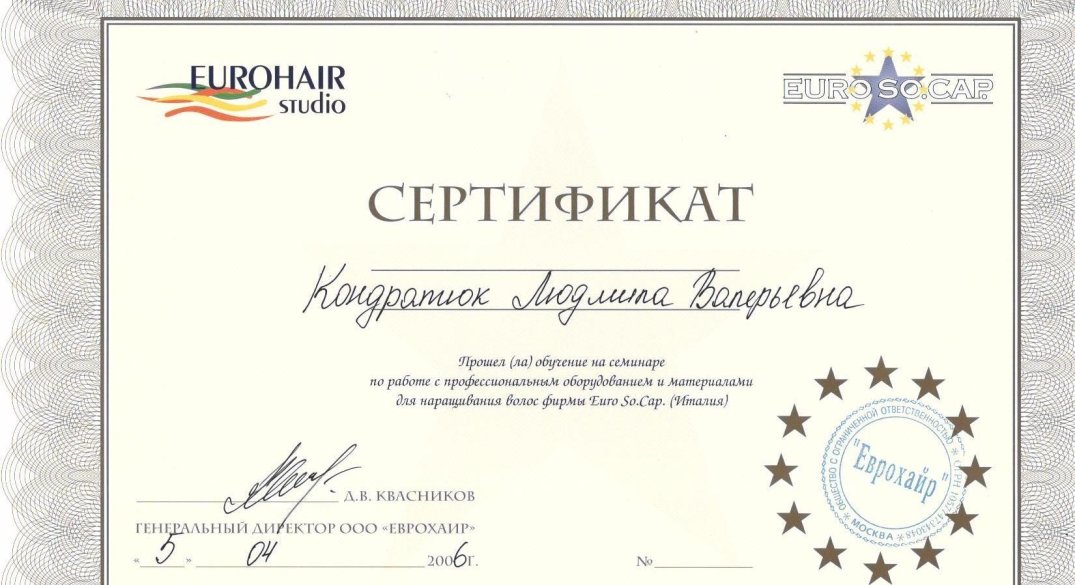 EUROHAIR
studio
EURO SO.CAP.
СЕРТИФИКАТ
Кондратюк Людмила Валерьевна
Прошел (ла) обучение на семинаре
по работе с профессиональным оборудованием и материалами
для наращивания волос фирмы Euro So.Cap. (Италия)
Д.В. КВАСНИКОВ
ГЕНЕРАЛЬНЫЙ ДИРЕКТОР ООО «ЕВРОХАИР»
« 5 » 04 2006г.
№
ОБЩЕСТВО С ОГРАНИЧЕННОЙ ОТВЕТСТВЕННОСТЬЮ
"Еврохайр"
МОСКВА